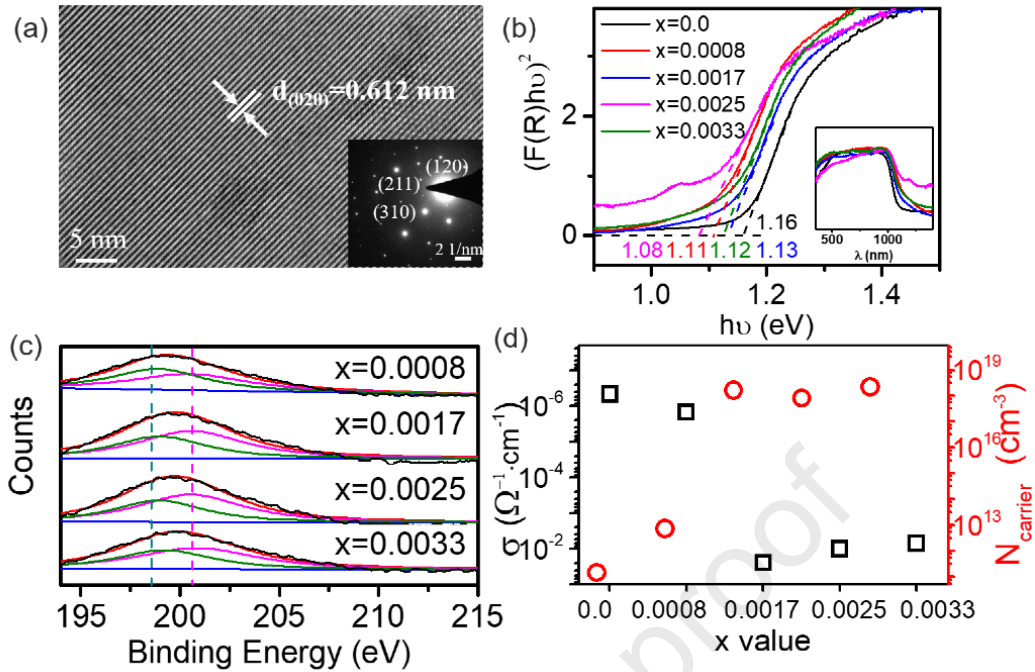 (a)
d(020)=0.612 nm
(120)
(211)
(310)
5 nm
2 1/nm
(b)
(F(R)hυ)²
2
0
x=0.0
x=0.0008
x=0.0017
x=0.0025
x=0.0033
500 1000
λ (nm)
1.16
1.08 1.11 1.12 1.13
1.0 1.2 1.4
hυ (eV)
(c)
Counts
x=0.0008
x=0.0017
x=0.0025
x=0.0033
195 200 205 210 215
Binding Energy (eV)
(d)
σ (Ω⁻¹·cm⁻¹)
10⁻⁶
10⁻⁴
10⁻²
10¹⁹
10¹⁶
10¹³
N carrier (cm⁻³)
0.0 0.0008 0.0017 0.0025 0.0033
x value
proof